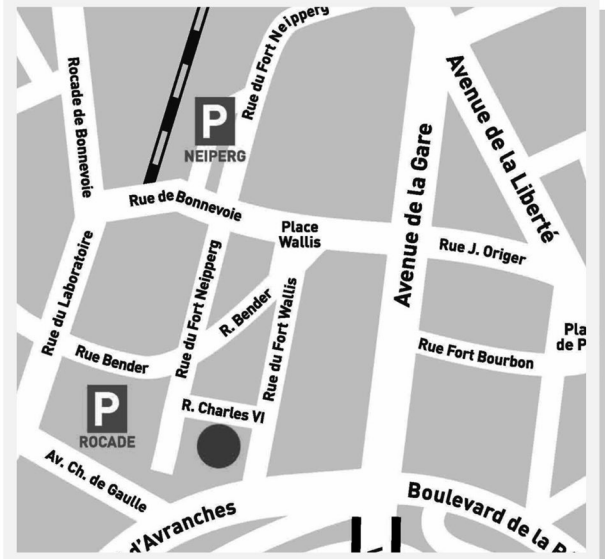 Rue du Fort Neipperg
Rocade de Bonnevoie
Avenue de la Liberté
P
NEIPERG
Avenue de la Gare
Rue de Bonnevoie
Place
Wallis
Rue J. Origer
Rue du Laboratoire
Rue du Fort Neipperg
R. Bender
Rue du Fort Wallis
Pla
de P
Rue Bender
Rue Fort Bourbon
P
ROCADE
R. Charles VI
Av. Ch. de Gaulle
d'Avranches
Boulevard de la P